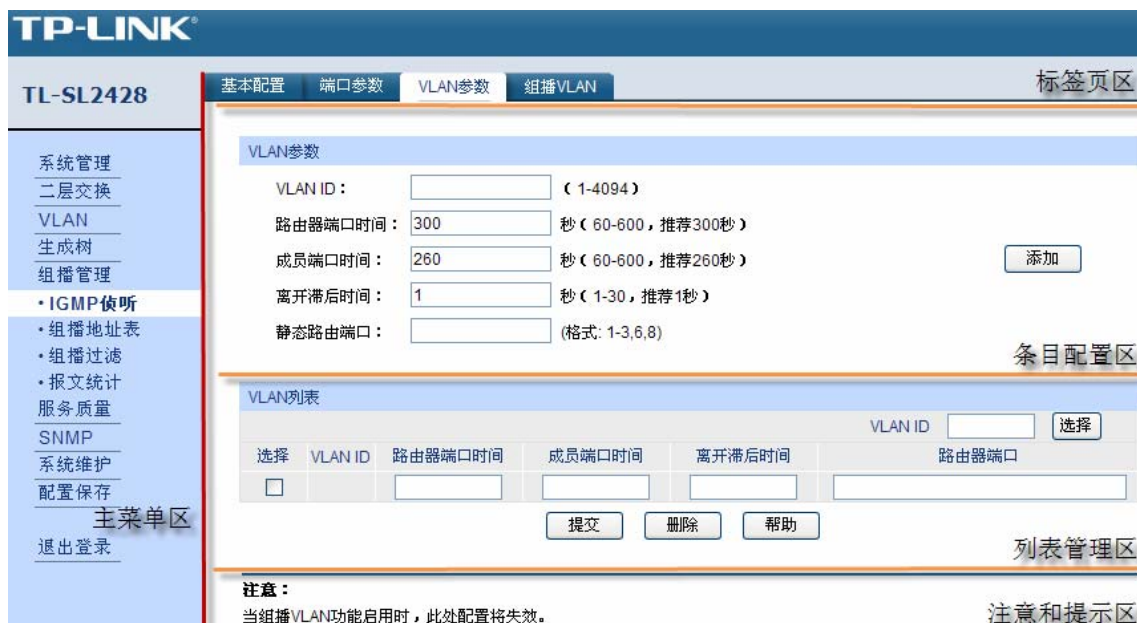 TP-LINK®
TL-SL2428
基本配置 端口参数 VLAN参数 组播VLAN 标签页区
系统管理
二层交换
VLAN
生成树
组播管理
·IGMP侦听
·组播地址表
·组播过滤
·报文统计
服务质量
SNMP
系统维护
配置保存
主菜单区
退出登录
VLAN参数
VLAN ID： （1-4094）
路由器端口时间： 300 秒（60-600，推荐300秒）
成员端口时间： 260 秒（60-600，推荐260秒） 添加
离开滞后时间： 1 秒（1-30，推荐1秒）
静态路由端口： (格式: 1-3,6,8)
条目配置区
VLAN列表
VLAN ID 选择
选择 VLAN ID 路由器端口时间 成员端口时间 离开滞后时间 路由器端口
提交 删除 帮助
列表管理区
注意：
当组播VLAN功能启用时，此处配置将失效。
注意和提示区